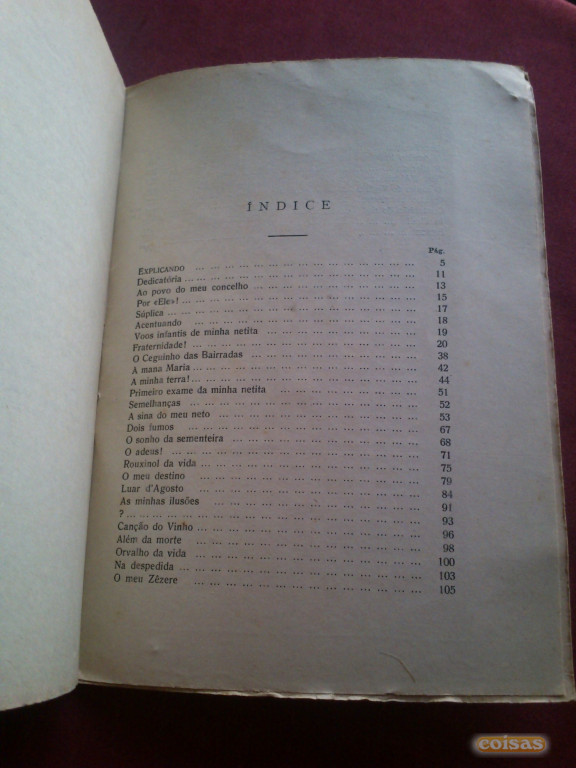 ÍNDICE
Pág.
EXPLICANDO ... ... ... ... ... ... ... ... ... ... ... ... ... ... ... 5
Dedicatória ... ... ... ... ... ... ... ... ... ... ... ... ... ... ... ... 11
Ao povo do meu concelho ... ... ... ... ... ... ... ... ... ... ... 13
Por «Ele»! ... ... ... ... ... ... ... ... ... ... ... ... ... ... ... ... 15
Súplica ... ... ... ... ... ... ... ... ... ... ... ... ... ... ... ... 17
Acentuando ... ... ... ... ... ... ... ... ... ... ... ... ... ... ... 18
Voos infantis de minha netita ... ... ... ... ... ... ... ... ... ... ... 19
Fraternidade! ... ... ... ... ... ... ... ... ... ... ... ... ... ... ... 20
O Ceguinho das Bairradas ... ... ... ... ... ... ... ... ... ... ... ... 38
A mana Maria ... ... ... ... ... ... ... ... ... ... ... ... ... ... ... 42
A minha terra! ... ... ... ... ... ... ... ... ... ... ... ... ... ... ... 44
Primeiro exame da minha netita ... ... ... ... ... ... ... ... ... ... 51
Semelhanças ... ... ... ... ... ... ... ... ... ... ... ... ... ... ... 52
A sina do meu neto ... ... ... ... ... ... ... ... ... ... ... ... ... 53
Dois fumos ... ... ... ... ... ... ... ... ... ... ... ... ... ... ... ... 67
O sonho da sementeira ... ... ... ... ... ... ... ... ... ... ... ... ... 68
O adeus! ... ... ... ... ... ... ... ... ... ... ... ... ... ... ... ... 71
Rouxinol da vida ... ... ... ... ... ... ... ... ... ... ... ... ... ... ... 75
O meu destino ... ... ... ... ... ... ... ... ... ... ... ... ... ... ... 79
Luar d'Agosto ... ... ... ... ... ... ... ... ... ... ... ... ... ... ... 84
As minhas ilusões ... ... ... ... ... ... ... ... ... ... ... ... ... ... 91
? ... ... ... ... ... ... ... ... ... ... ... ... ... ... ... ... ... ... ... 93
Canção do Vinho ... ... ... ... ... ... ... ... ... ... ... ... ... ... ... 96
Além da morte ... ... ... ... ... ... ... ... ... ... ... ... ... ... ... 98
Orvalho da vida ... ... ... ... ... ... ... ... ... ... ... ... ... ... ... 100
Na despedida ... ... ... ... ... ... ... ... ... ... ... ... ... ... ... ... 103
O meu Zêzere ... ... ... ... ... ... ... ... ... ... ... ... ... ... ... 105
coisas